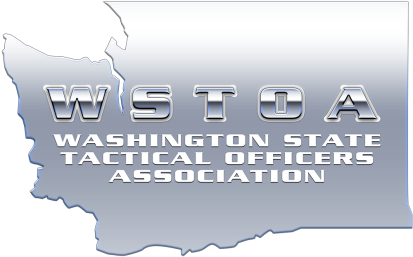 WSTOA
WASHINGTON STATE
TACTICAL OFFICERS
ASSOCIATION